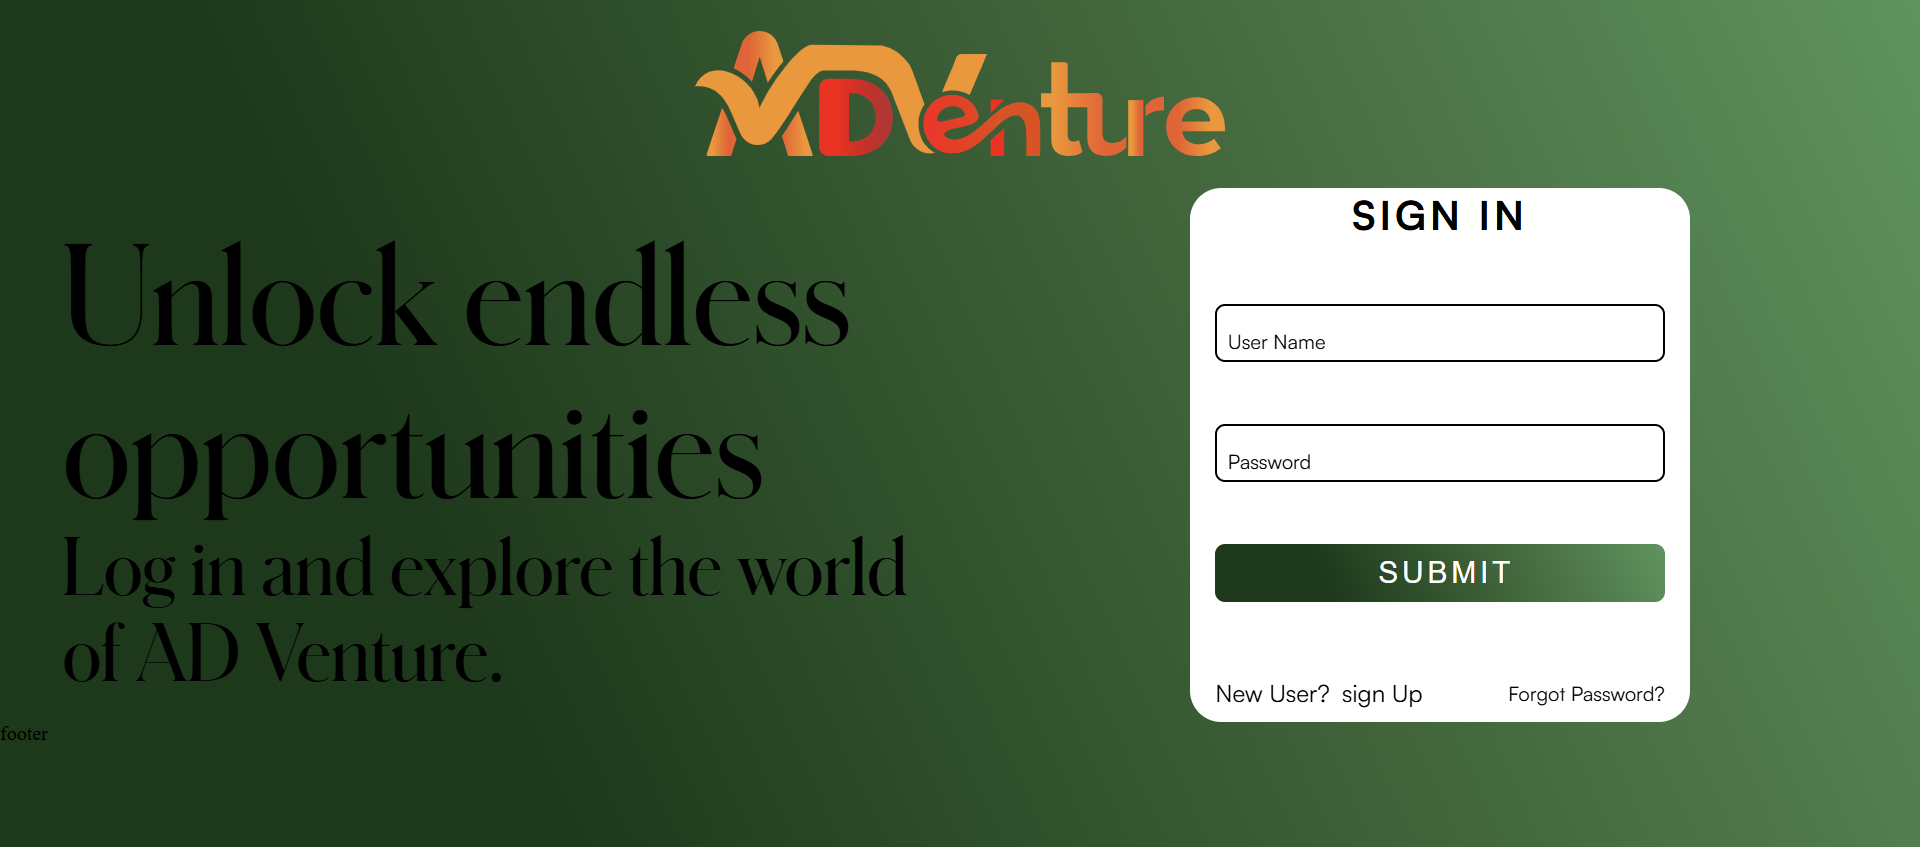 ADVenture
Unlock endless
opportunities
Log in and explore the world
of AD Venture.
SIGN IN
User Name
Password
SUBMIT
New User? sign Up
Forgot Password?
footer